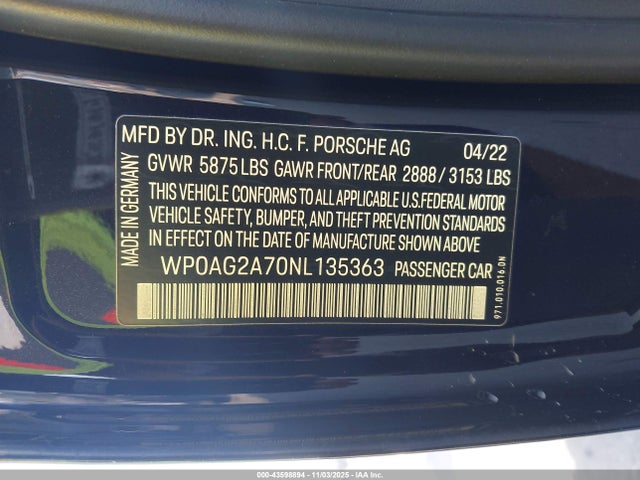 MFD BY DR. ING. H.C. F. PORSCHE AG 04/22
GVWR 5875 LBS GAWR FRONT/REAR 2888 / 3153 LBS
THIS VEHICLE CONFORMS TO ALL APPLICABLE U.S. FEDERAL MOTOR
VEHICLE SAFETY, BUMPER, AND THEFT PREVENTION STANDARDS
IN EFFECT ON DATE OF MANUFACTURE SHOWN ABOVE.
WP0AG2A70NL135363 PASSENGER CAR
MADE IN GERMANY
971.010.016.DN
000-43598894 | 11/03/2025 | IAA, Inc.